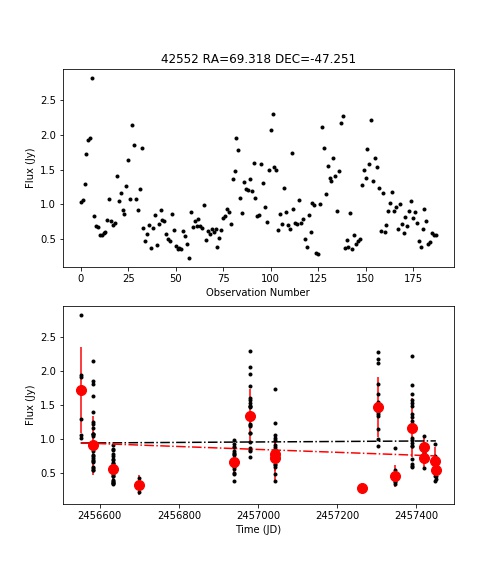 42552 RA=69.318 DEC=-47.251
Flux (Jy)
2.5
2.0
1.5
1.0
0.5
0 25 50 75 100 125 150 175
Observation Number
Flux (Jy)
2.5
2.0
1.5
1.0
0.5
2456600 2456800 2457000 2457200 2457400
Time (JD)